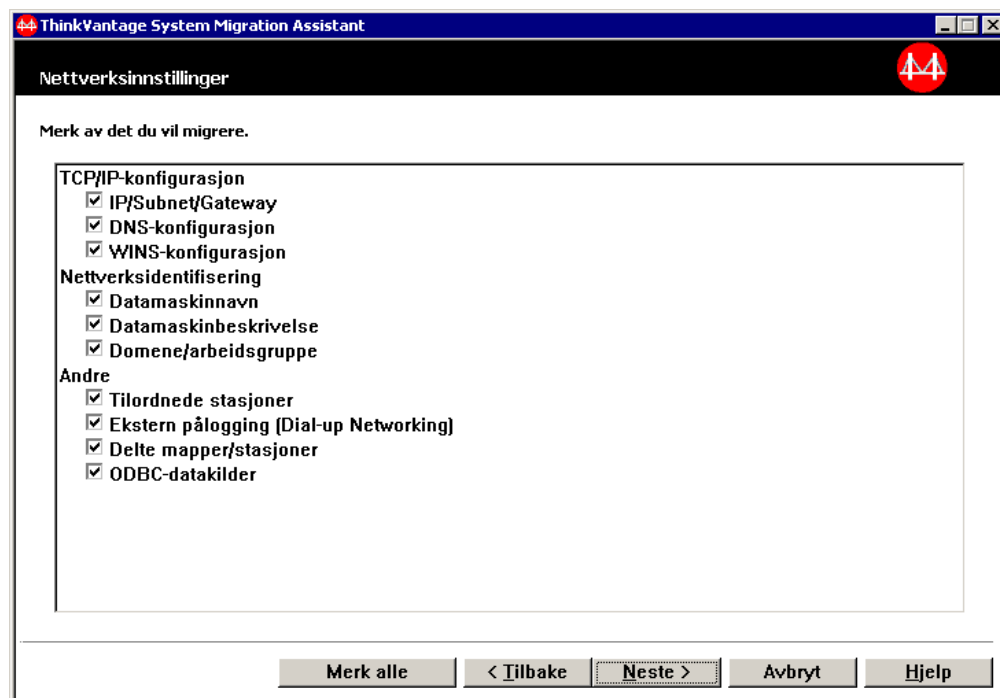 ThinkVantage System Migration Assistant
Nettverksinnstillinger
Merk av det du vil migrere.
TCP/IP-konfigurasjon
IP/Subnet/Gateway
DNS-konfigurasjon
WINS-konfigurasjon
Nettverksidentifisering
Datamaskinnavn
Datamaskinbeskrivelse
Domene/arbeidsgruppe
Andre
Tilordnede stasjoner
Ekstern pålogging (Dial-up Networking)
Delte mapper/stasjoner
ODBC-datakilder
Merk alle < Tilbake Neste > Avbryt Hjelp